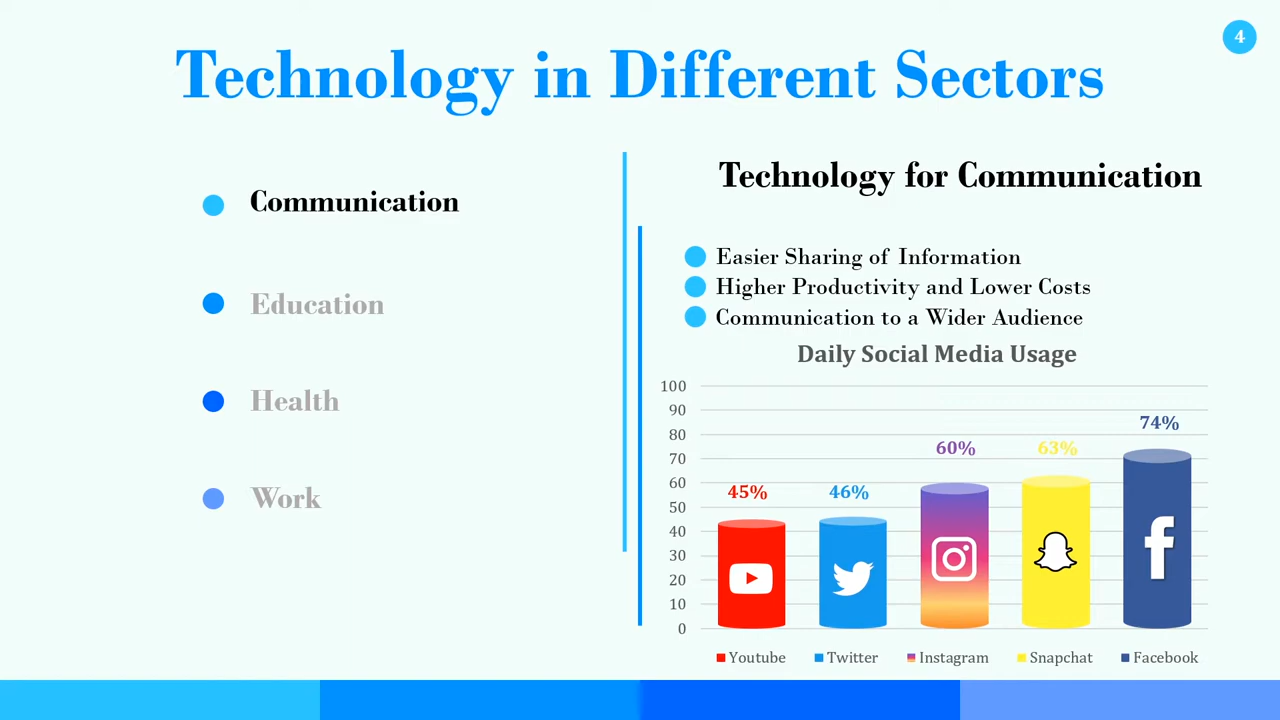 4
Technology in Different Sectors
Communication
Education
Health
Work
Technology for Communication
Easier Sharing of Information
Higher Productivity and Lower Costs
Communication to a Wider Audience
Daily Social Media Usage
100
90
80
70
60
50
40
30
20
10
0
45%
46%
60%
63%
74%
Youtube
Twitter
Instagram
Snapchat
Facebook